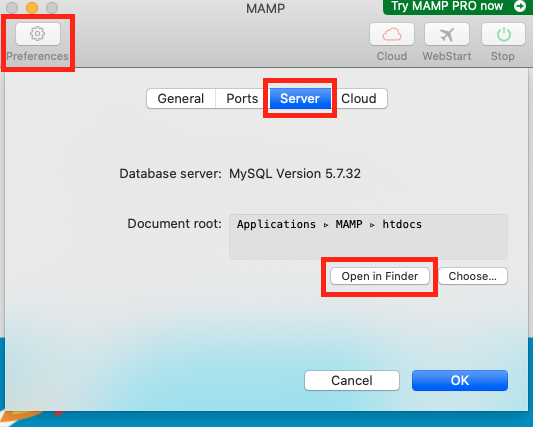 MAMP
Try MAMP PRO now
Preferences
Cloud
WebStart
Stop
General
Ports
Server
Cloud
Database server: MySQL Version 5.7.32
Document root: Applications ▹ MAMP ▹ htdocs
Open in Finder
Choose...
Cancel
OK